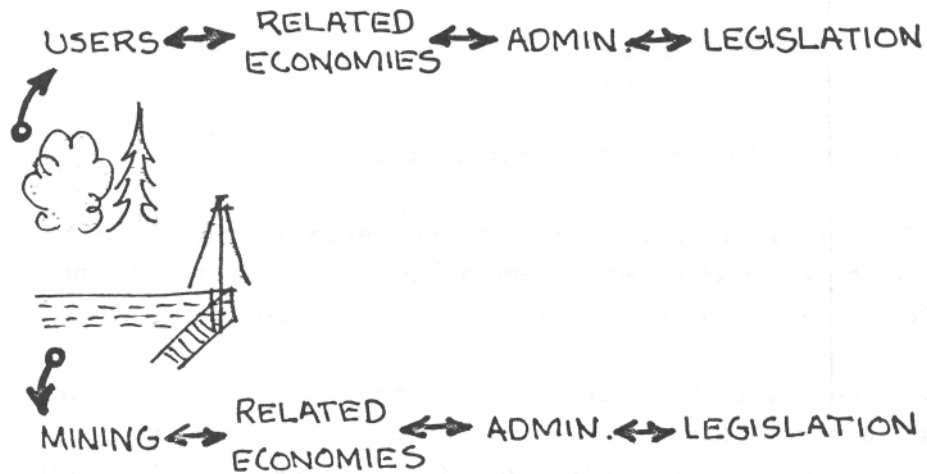 USERS RELATED ECONOMIES ADMIN. LEGISLATION
MINING RELATED ECONOMIES ADMIN. LEGISLATION